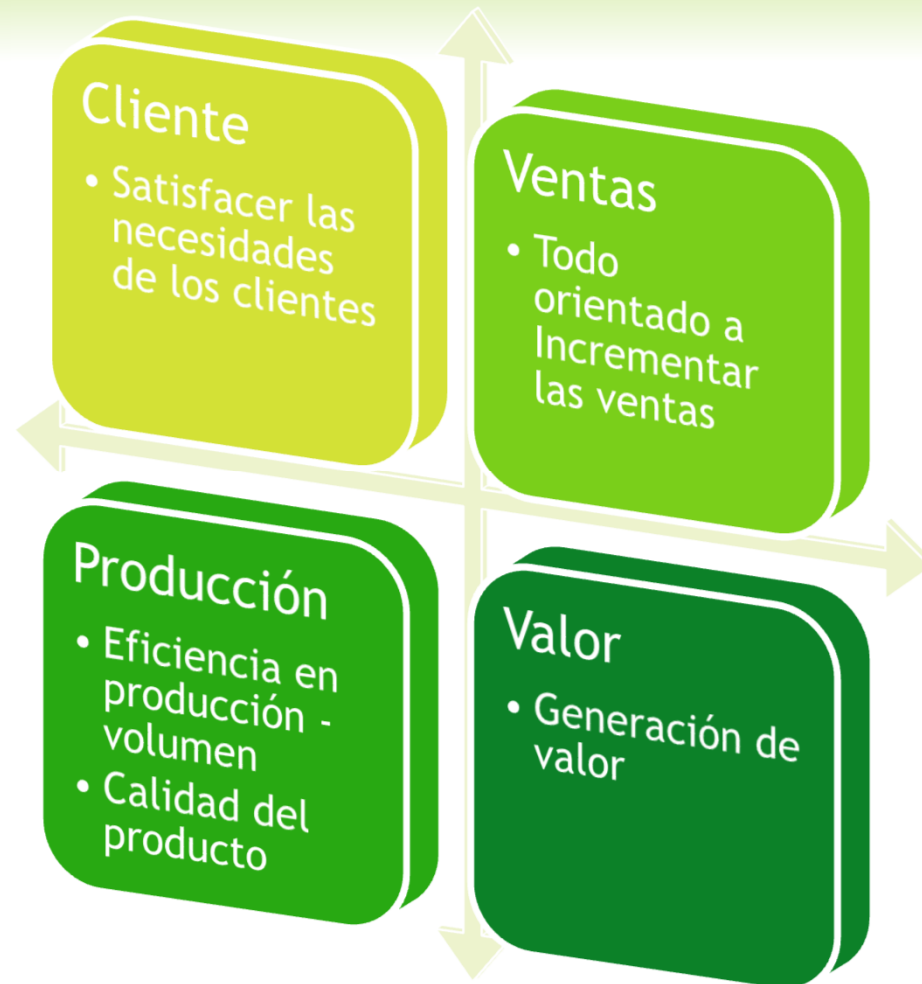 Cliente
• Satisfacer las
necesidades
de los clientes
Ventas
• Todo
orientado a
Incrementar
las ventas
Producción
• Eficiencia en
producción -
volumen
• Calidad del
producto
Valor
• Generación de
valor